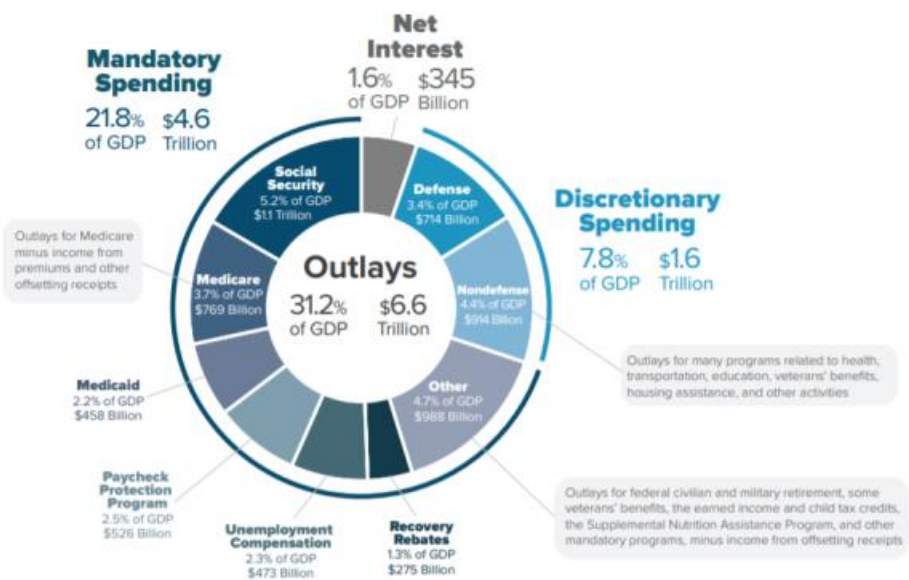 Net
Interest
1.6% $345
of GDP Billion
Mandatory
Spending
21.8% $4.6
of GDP Trillion
Social
Security
5.2% of GDP
$1.1 Trillion
Defense
3.4% of GDP
$714 Billion
Discretionary
Spending
7.8% $1.6
of GDP Trillion
Outlays for Medicare
minus income from
premiums and other
offsetting receipts
Medicare
3.7% of GDP
$769 Billion
Outlays
31.2% $6.6
of GDP Trillion
Nondefense
4.4% of GDP
$914 Billion
Outlays for many programs related to health,
transportation, education, veterans' benefits,
housing assistance, and other activities
Medicaid
2.2% of GDP
$458 Billion
Other
4.7% of GDP
$988 Billion
Paycheck
Protection
Program
2.5% of GDP
$526 Billion
Unemployment
Compensation
2.3% of GDP
$473 Billion
Recovery
Rebates
1.3% of GDP
$275 Billion
Outlays for federal civilian and military retirement, some
veterans' benefits, the earned income and child tax credits,
the Supplemental Nutrition Assistance Program, and other
mandatory programs, minus income from offsetting receipts